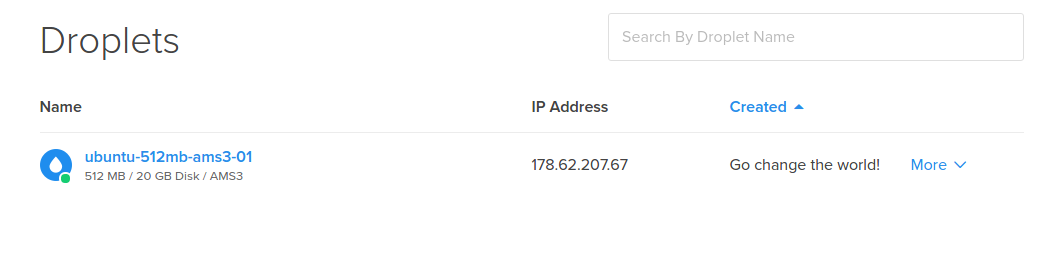 Droplets
Search By Droplet Name
Name IP Address Created
ubuntu-512mb-ams3-01
512 MB / 20 GB Disk / AMS3
178.62.207.67 Go change the world! More